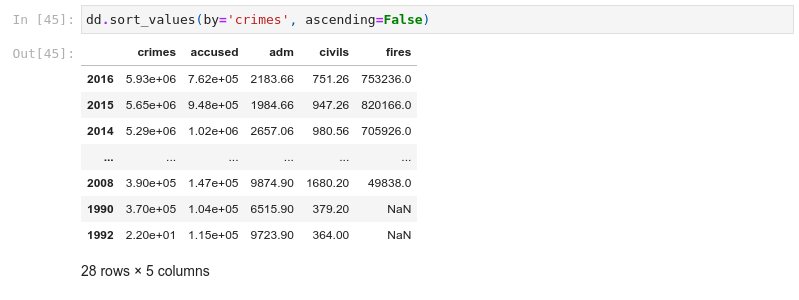 In [45]: dd.sort_values(by='crimes', ascending=False)
Out[45]:
crimes accused adm civils fires
2016 5.93e+06 7.62e+05 2183.66 751.26 753236.0
2015 5.65e+06 9.48e+05 1984.66 947.26 820166.0
2014 5.29e+06 1.02e+06 2657.06 980.56 705926.0
... ... ... ... ... ...
2008 3.90e+05 1.47e+05 9874.90 1680.20 49838.0
1990 3.70e+05 1.04e+05 6515.90 379.20 NaN
1992 2.20e+01 1.15e+05 9723.90 364.00 NaN
28 rows × 5 columns